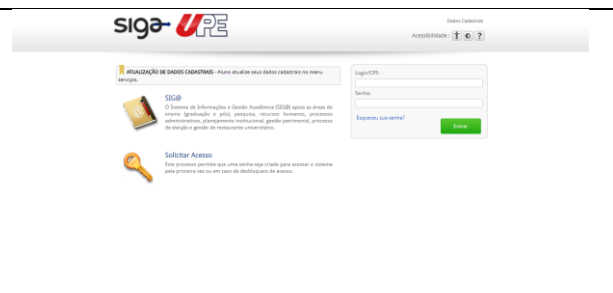 siga UPE
Dados Cadastrais
Acessibilidade: ?
ATUALIZAÇÃO DE DADOS CADASTRAIS - Aluno atualize seus dados cadastrais no menu
serviços.
SIG@
O Sistema de Informações e Gestão Acadêmica (SIG@) apoia as áreas de
ensino (graduação e pós), pesquisa, recursos humanos, processos
administrativos, planejamento institucional, gestão patrimonial, processo
de eleição e gestão de restaurante universitário.
Solicitar Acesso
Este processo permite que uma senha seja criada para acessar o sistema
pela primeira vez ou em caso de desbloqueio de acesso.
Login/CPF:
Senha:
Esqueceu sua senha?
Entrar